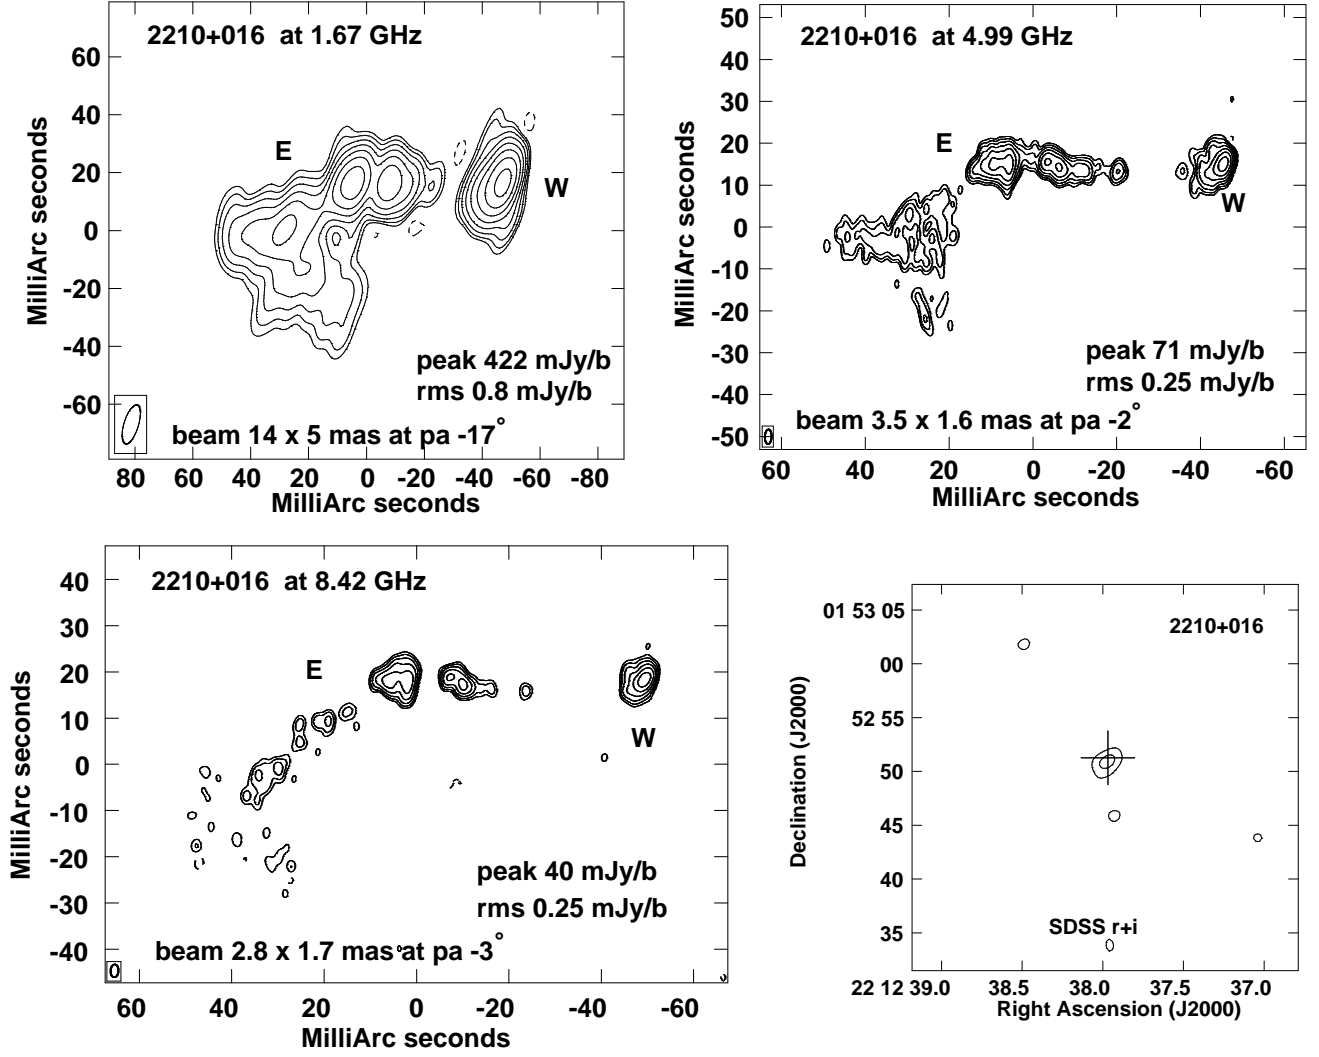 2210+016 at 1.67 GHz
60
40
20
0
-20
-40
-60
MilliArc seconds
E
W
peak 422 mJy/b
rms 0.8 mJy/b
beam 14 x 5 mas at pa -17°
80 60 40 20 0 -20 -40 -60 -80
MilliArc seconds
2210+016 at 4.99 GHz
50
40
30
20
10
0
-10
-20
-30
-40
-50
MilliArc seconds
E
W
peak 71 mJy/b
rms 0.25 mJy/b
beam 3.5 x 1.6 mas at pa -2°
60 40 20 0 -20 -40 -60
MilliArc seconds
2210+016 at 8.42 GHz
40
30
20
10
0
-10
-20
-30
-40
MilliArc seconds
E
W
peak 40 mJy/b
rms 0.25 mJy/b
beam 2.8 x 1.7 mas at pa -3°
60 40 20 0 -20 -40 -60
MilliArc seconds
2210+016
01 53 05
00
52 55
50
45
40
35
Declination (J2000)
SDSS r+i
22 12 39.0 38.5 38.0 37.5 37.0
Right Ascension (J2000)